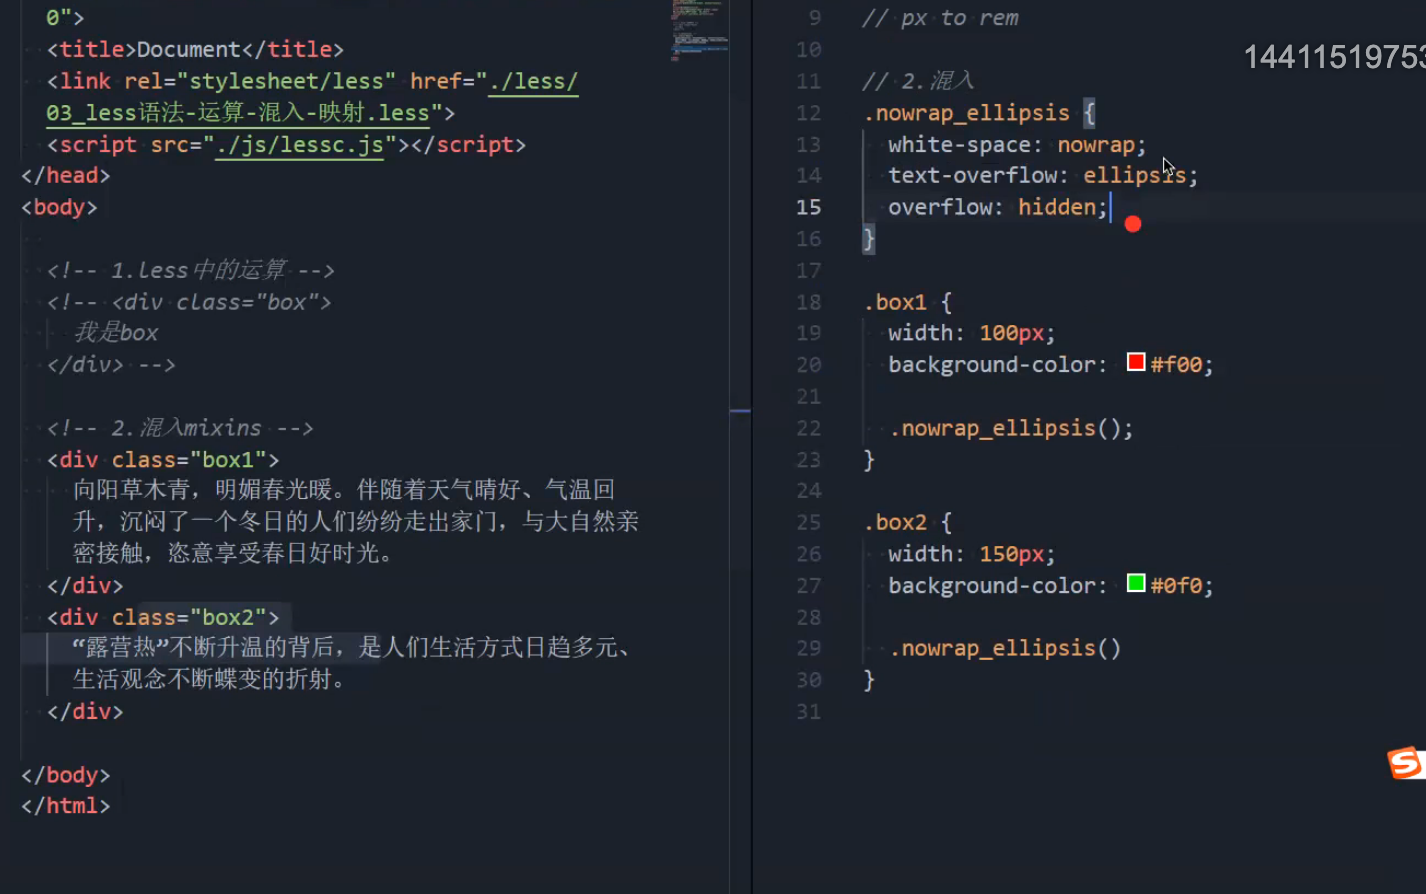 0">
<title>Document</title>
<link rel="stylesheet/less" href="./less/
03_less语法-运算-混入-映射.less">
<script src="./js/lessc.js"></script>
</head>
<body>
<!-- 1.less中的运算 -->
<!-- <div class="box">
我是box
</div> -->
<!-- 2.混入mixins -->
<div class="box1">
向阳草木青，明媚春光暖。伴随着天气晴好、气温回
升，沉闷了一个冬日的人们纷纷走出家门，与大自然亲
密接触，恣意享受春日好时光。
</div>
<div class="box2">
“露营热”不断升温的背后，是人们生活方式日趋多元、
生活观念不断蝶变的折射。
</div>
</body>
</html>
9 // px to rem
10
11 // 2.混入
12 .nowrap_ellipsis {
13 white-space: nowrap;
14 text-overflow: ellipsis;
15 overflow: hidden;
16 }
17
18 .box1 {
19 width: 100px;
20 background-color: #f00;
21
22 .nowrap_ellipsis();
23 }
24
25 .box2 {
26 width: 150px;
27 background-color: #0f0;
28
29 .nowrap_ellipsis()
30 }
31
14411519753
S